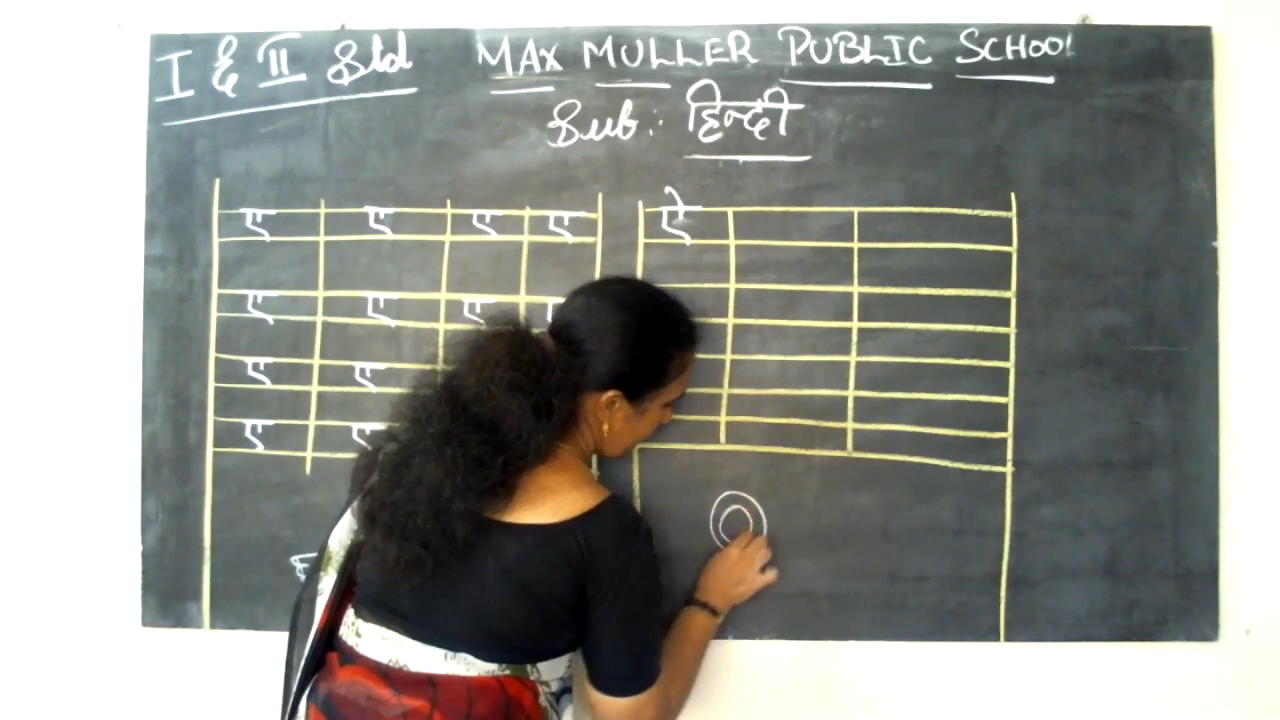 I & II Std MAX MULLER PUBLIC SCHOOL
Sub: हिन्दी
ए ए ए ए ऐ
ए ए ए
ए ए
ए ए